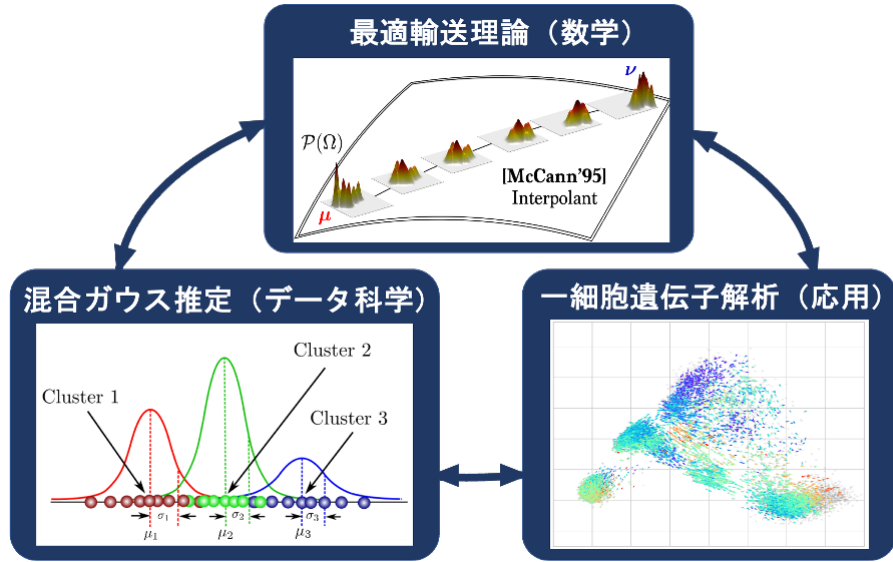 最適輸送理論（数学）
ν
𝒫(Ω)
[McCann'95]
Interpolant
μ
混合ガウス推定（データ科学）
Cluster 2
Cluster 1
Cluster 3
σ₁
σ₂
σ₃
μ₁
μ₂
μ₃
一細胞遺伝子解析（応用）